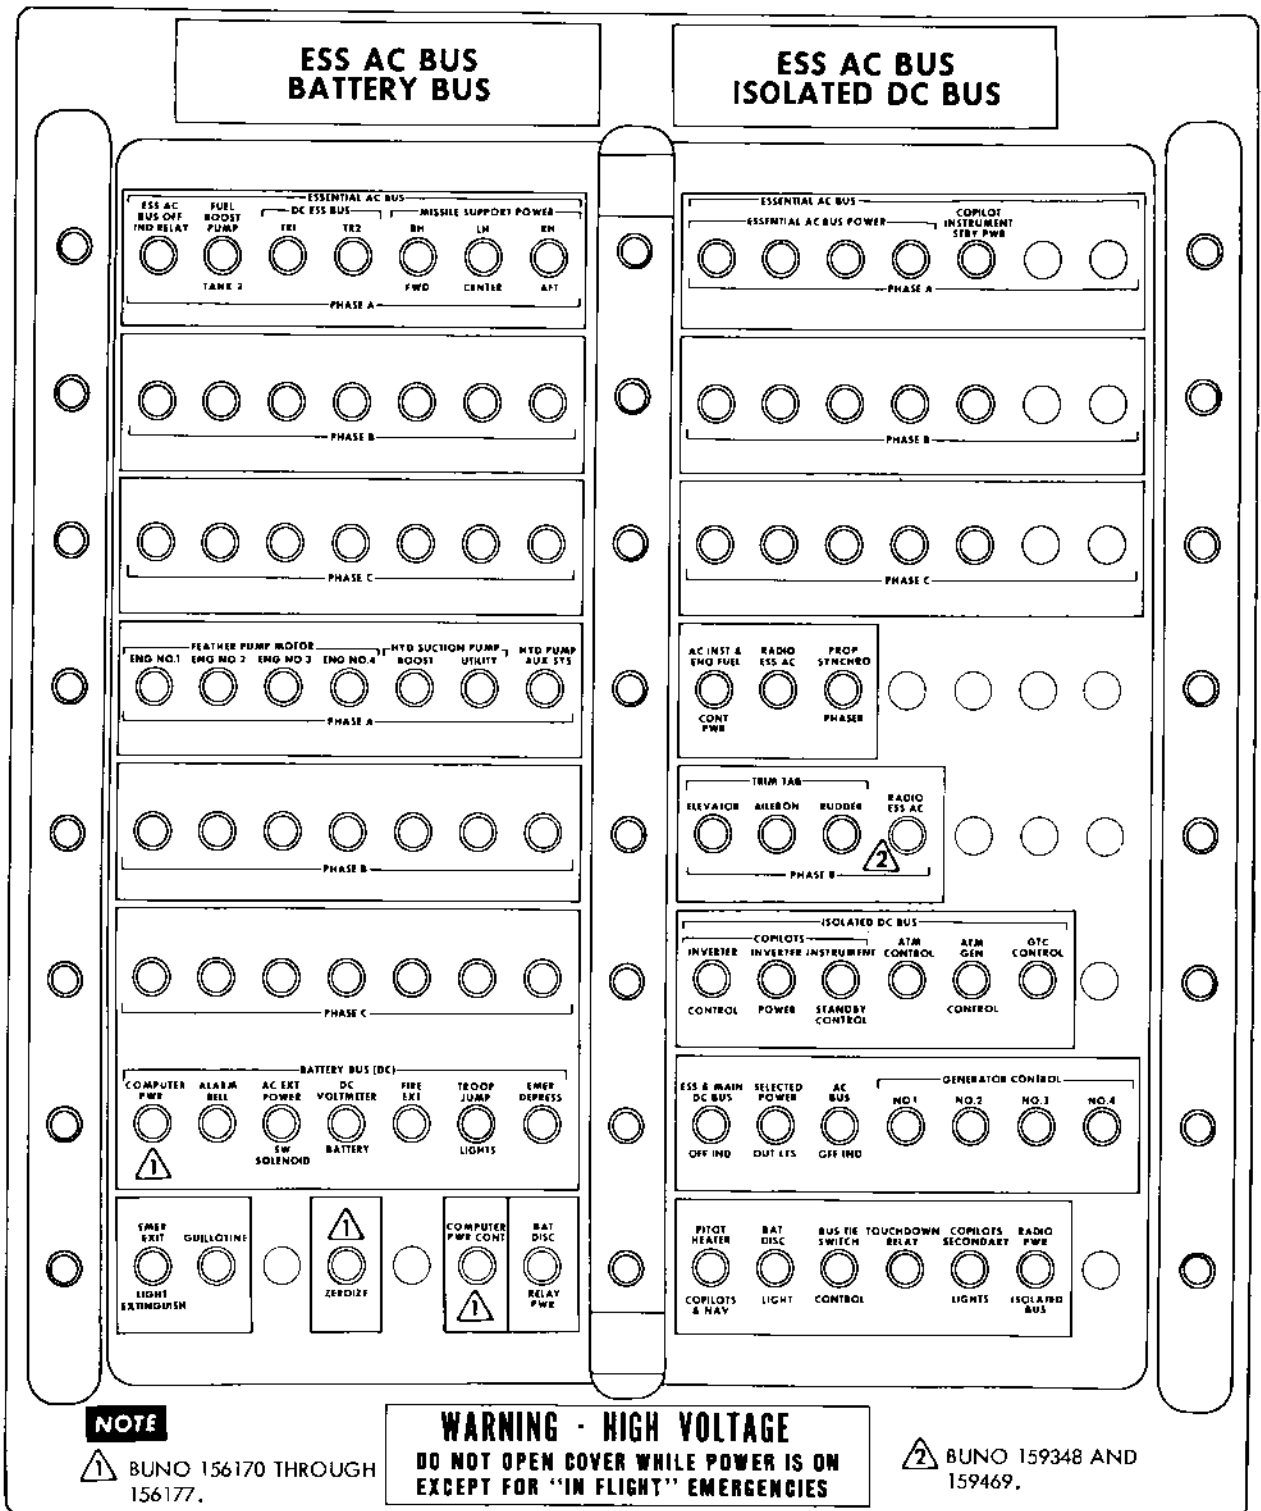 ESS AC BUS
BATTERY BUS
ESS AC BUS
ISOLATED DC BUS
ESSENTIAL AC BUS
ESS AC
BUS OFF
IND RELAY
FUEL
BOOST
PUMP
TANK 2
DC ESS BUS
TR1
TR2
MISSILE SUPPORT POWER
RH
LH
RH
FWD
CENTER
AFT
PHASE A
PHASE B
PHASE C
FEATHER PUMP MOTOR
ENG NO.1
ENG NO 2
ENG NO 3
ENG NO.4
HYD SUCTION PUMP
BOOST
UTILITY
HYD PUMP
AUX SYS
PHASE A
PHASE B
PHASE C
BATTERY BUS (DC)
COMPUTER
PWR
1
ALARM
BELL
AC EXT
POWER
SW
SOLENOID
DC
VOLTMETER
BATTERY
FIRE
EXT
TROOP
JUMP
LIGHTS
EMER
DEPRESS
EMER
EXIT
LIGHT
EXTINGUISH
GUILLOTINE
1
ZEROIZE
COMPUTER
PWR CONT
1
BAT
DISC
RELAY
PWR
ESSENTIAL AC BUS
ESSENTIAL AC BUS POWER
COPILOT
INSTRUMENT
STBY PWR
PHASE A
PHASE B
PHASE C
AC INST &
ENG FUEL
CONT
PWR
RADIO
ESS AC
PROP
SYNCHRO
PHASER
TRIM TAB
ELEVATOR
AILERON
RUDDER
RADIO
ESS AC
2
PHASE B
ISOLATED DC BUS
COPILOTS
INVERTER
CONTROL
INVERTER
POWER
INSTRUMENT
STANDBY
CONTROL
ATM
CONTROL
ATM
GEN
CONTROL
GTC
CONTROL
ESS & MAIN
DC BUS
OFF IND
SELECTED
POWER
OUT LTS
AC
BUS
OFF IND
GENERATOR CONTROL
NO.1
NO.2
NO.3
NO.4
PITOT
HEATER
COPILOTS
& NAV
BAT
DISC
LIGHT
BUS TIE
SWITCH
CONTROL
TOUCHDOWN
RELAY
COPILOTS
SECONDARY
LIGHTS
RADIO
PWR
ISOLATED
BUS
NOTE
1 BUNO 156170 THROUGH
156177.
WARNING - HIGH VOLTAGE
DO NOT OPEN COVER WHILE POWER IS ON
EXCEPT FOR "IN FLIGHT" EMERGENCIES
2 BUNO 159348 AND
159469.